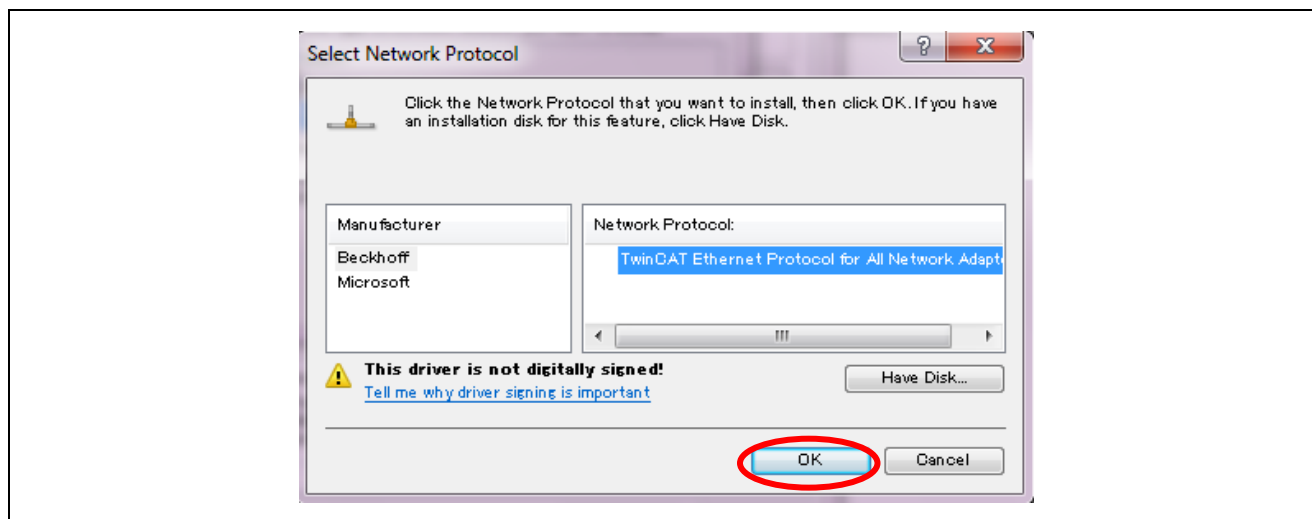 Select Network Protocol
Click the Network Protocol that you want to install, then click OK. If you have
an installation disk for this feature, click Have Disk.
Manufacturer
Beckhoff
Microsoft
Network Protocol:
TwinCAT Ethernet Protocol for All Network Adapt
This driver is not digitally signed!
Tell me why driver signing is important
Have Disk...
OK
Cancel